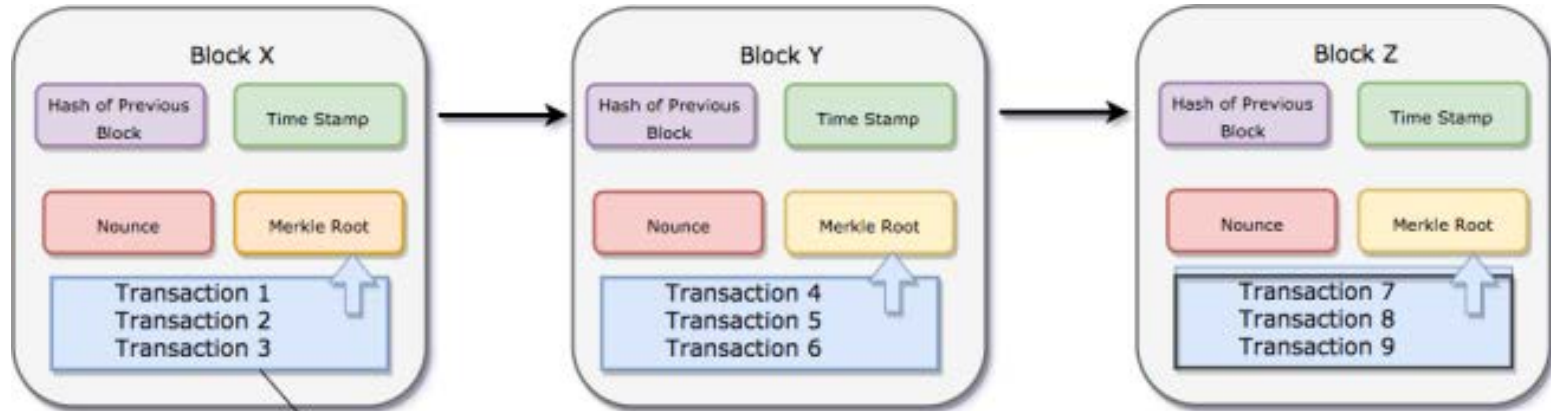 Block X
Hash of Previous
Block
Time Stamp
Nounce
Merkle Root
Transaction 1
Transaction 2
Transaction 3
Block Y
Hash of Previous
Block
Time Stamp
Nounce
Merkle Root
Transaction 4
Transaction 5
Transaction 6
Block Z
Hash of Previous
Block
Time Stamp
Nounce
Merkle Root
Transaction 7
Transaction 8
Transaction 9